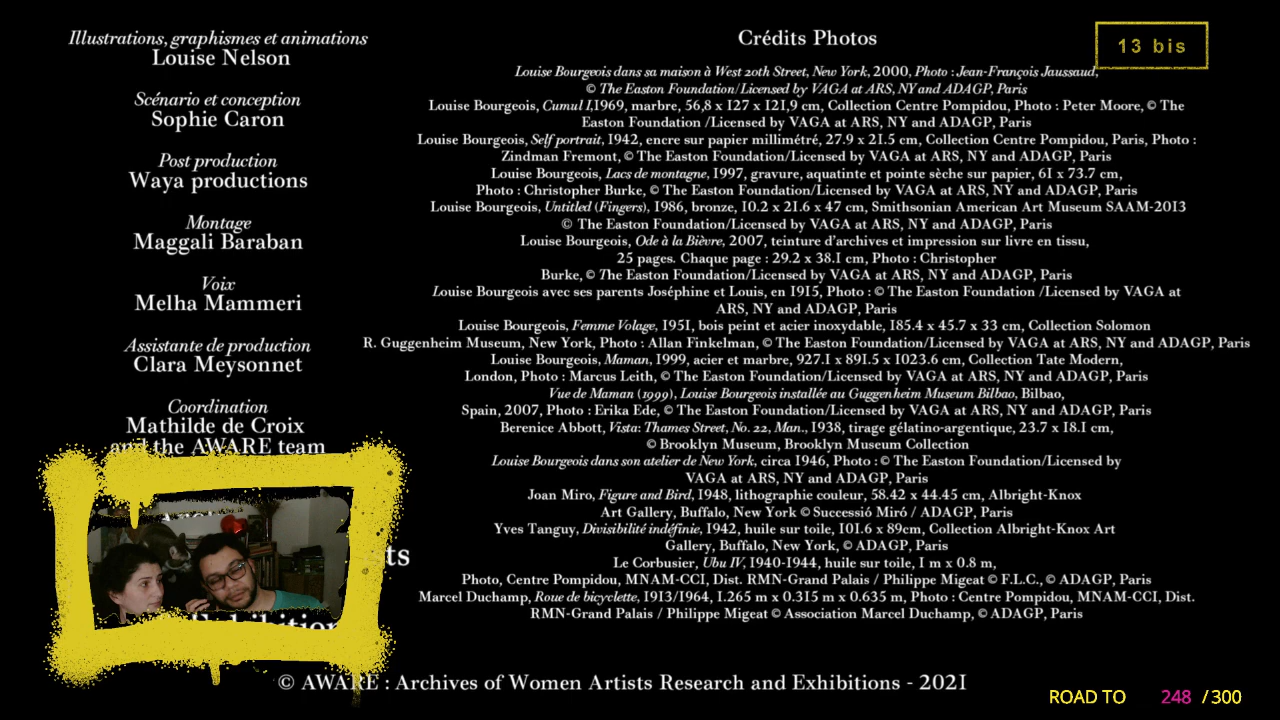 Illustrations, graphismes et animations
Louise Nelson
Scénario et conception
Sophie Caron
Post production
Waya productions
Montage
Maggali Baraban
Voix
Melha Mammeri
Assistante de production
Clara Meysonnet
Coordination
Mathilde de Croix
and the AWARE team
Crédits Photos
13 bis
Louise Bourgeois dans sa maison à West 20th Street, New York, 2000, Photo : Jean-François Jaussaud,
© The Easton Foundation/Licensed by VAGA at ARS, NY and ADAGP, Paris
Louise Bourgeois, Cumul I,1969, marbre, 56,8 x 127 x 121,9 cm, Collection Centre Pompidou, Photo : Peter Moore, © The
Easton Foundation /Licensed by VAGA at ARS, NY and ADAGP, Paris
Louise Bourgeois, Self portrait, 1942, encre sur papier millimétré, 27.9 x 21.5 cm, Collection Centre Pompidou, Paris, Photo :
Zindman Fremont, © The Easton Foundation/Licensed by VAGA at ARS, NY and ADAGP, Paris
Louise Bourgeois, Lacs de montagne, 1997, gravure, aquatinte et pointe sèche sur papier, 61 x 73.7 cm,
Photo : Christopher Burke, © The Easton Foundation/Licensed by VAGA at ARS, NY and ADAGP, Paris
Louise Bourgeois, Untitled (Fingers), 1986, bronze, 10.2 x 21.6 x 47 cm, Smithsonian American Art Museum SAAM-2013
© The Easton Foundation/Licensed by VAGA at ARS, NY and ADAGP, Paris
Louise Bourgeois, Ode à la Bièvre, 2007, teinture d'archives et impression sur livre en tissu,
25 pages. Chaque page : 29.2 x 38.1 cm, Photo : Christopher
Burke, © The Easton Foundation/Licensed by VAGA at ARS, NY and ADAGP, Paris
Louise Bourgeois avec ses parents Joséphine et Louis, en 1915, Photo : © The Easton Foundation /Licensed by VAGA at
ARS, NY and ADAGP, Paris
Louise Bourgeois, Femme Volage, 1951, bois peint et acier inoxydable, 185.4 x 45.7 x 33 cm, Collection Solomon
R. Guggenheim Museum, New York, Photo : Allan Finkelman, © The Easton Foundation/Licensed by VAGA at ARS, NY and ADAGP, Paris
Louise Bourgeois, Maman, 1999, acier et marbre, 927.1 x 891.5 x 1023.6 cm, Collection Tate Modern,
London, Photo : Marcus Leith, © The Easton Foundation/Licensed by VAGA at ARS, NY and ADAGP, Paris
Vue de Maman (1999), Louise Bourgeois installée au Guggenheim Museum Bilbao, Bilbao,
Spain, 2007, Photo : Erika Ede, © The Easton Foundation/Licensed by VAGA at ARS, NY and ADAGP, Paris
Berenice Abbott, Vista: Thames Street, No. 22, Man., 1938, tirage gélatino-argentique, 23.7 x 18.1 cm,
© Brooklyn Museum, Brooklyn Museum Collection
Louise Bourgeois dans son atelier de New York, circa 1946, Photo : © The Easton Foundation/Licensed by
VAGA at ARS, NY and ADAGP, Paris
Joan Miro, Figure and Bird, 1948, lithographie couleur, 58.42 x 44.45 cm, Albright-Knox
Art Gallery, Buffalo, New York © Successió Miró / ADAGP, Paris
Yves Tanguy, Divisibilité indéfinie, 1942, huile sur toile, 101.6 x 89cm, Collection Albright-Knox Art
Gallery, Buffalo, New York, © ADAGP, Paris
Le Corbusier, Ubu IV, 1940-1944, huile sur toile, 1 m x 0.8 m,
Photo, Centre Pompidou, MNAM-CCI, Dist. RMN-Grand Palais / Philippe Migeat © F.L.C., © ADAGP, Paris
Marcel Duchamp, Roue de bicyclette, 1913/1964, 1.265 m x 0.315 m x 0.635 m, Photo : Centre Pompidou, MNAM-CCI, Dist.
RMN-Grand Palais / Philippe Migeat © Association Marcel Duchamp, © ADAGP, Paris
© AWARE : Archives of Women Artists Research and Exhibitions - 2021
ROAD TO 248 / 300